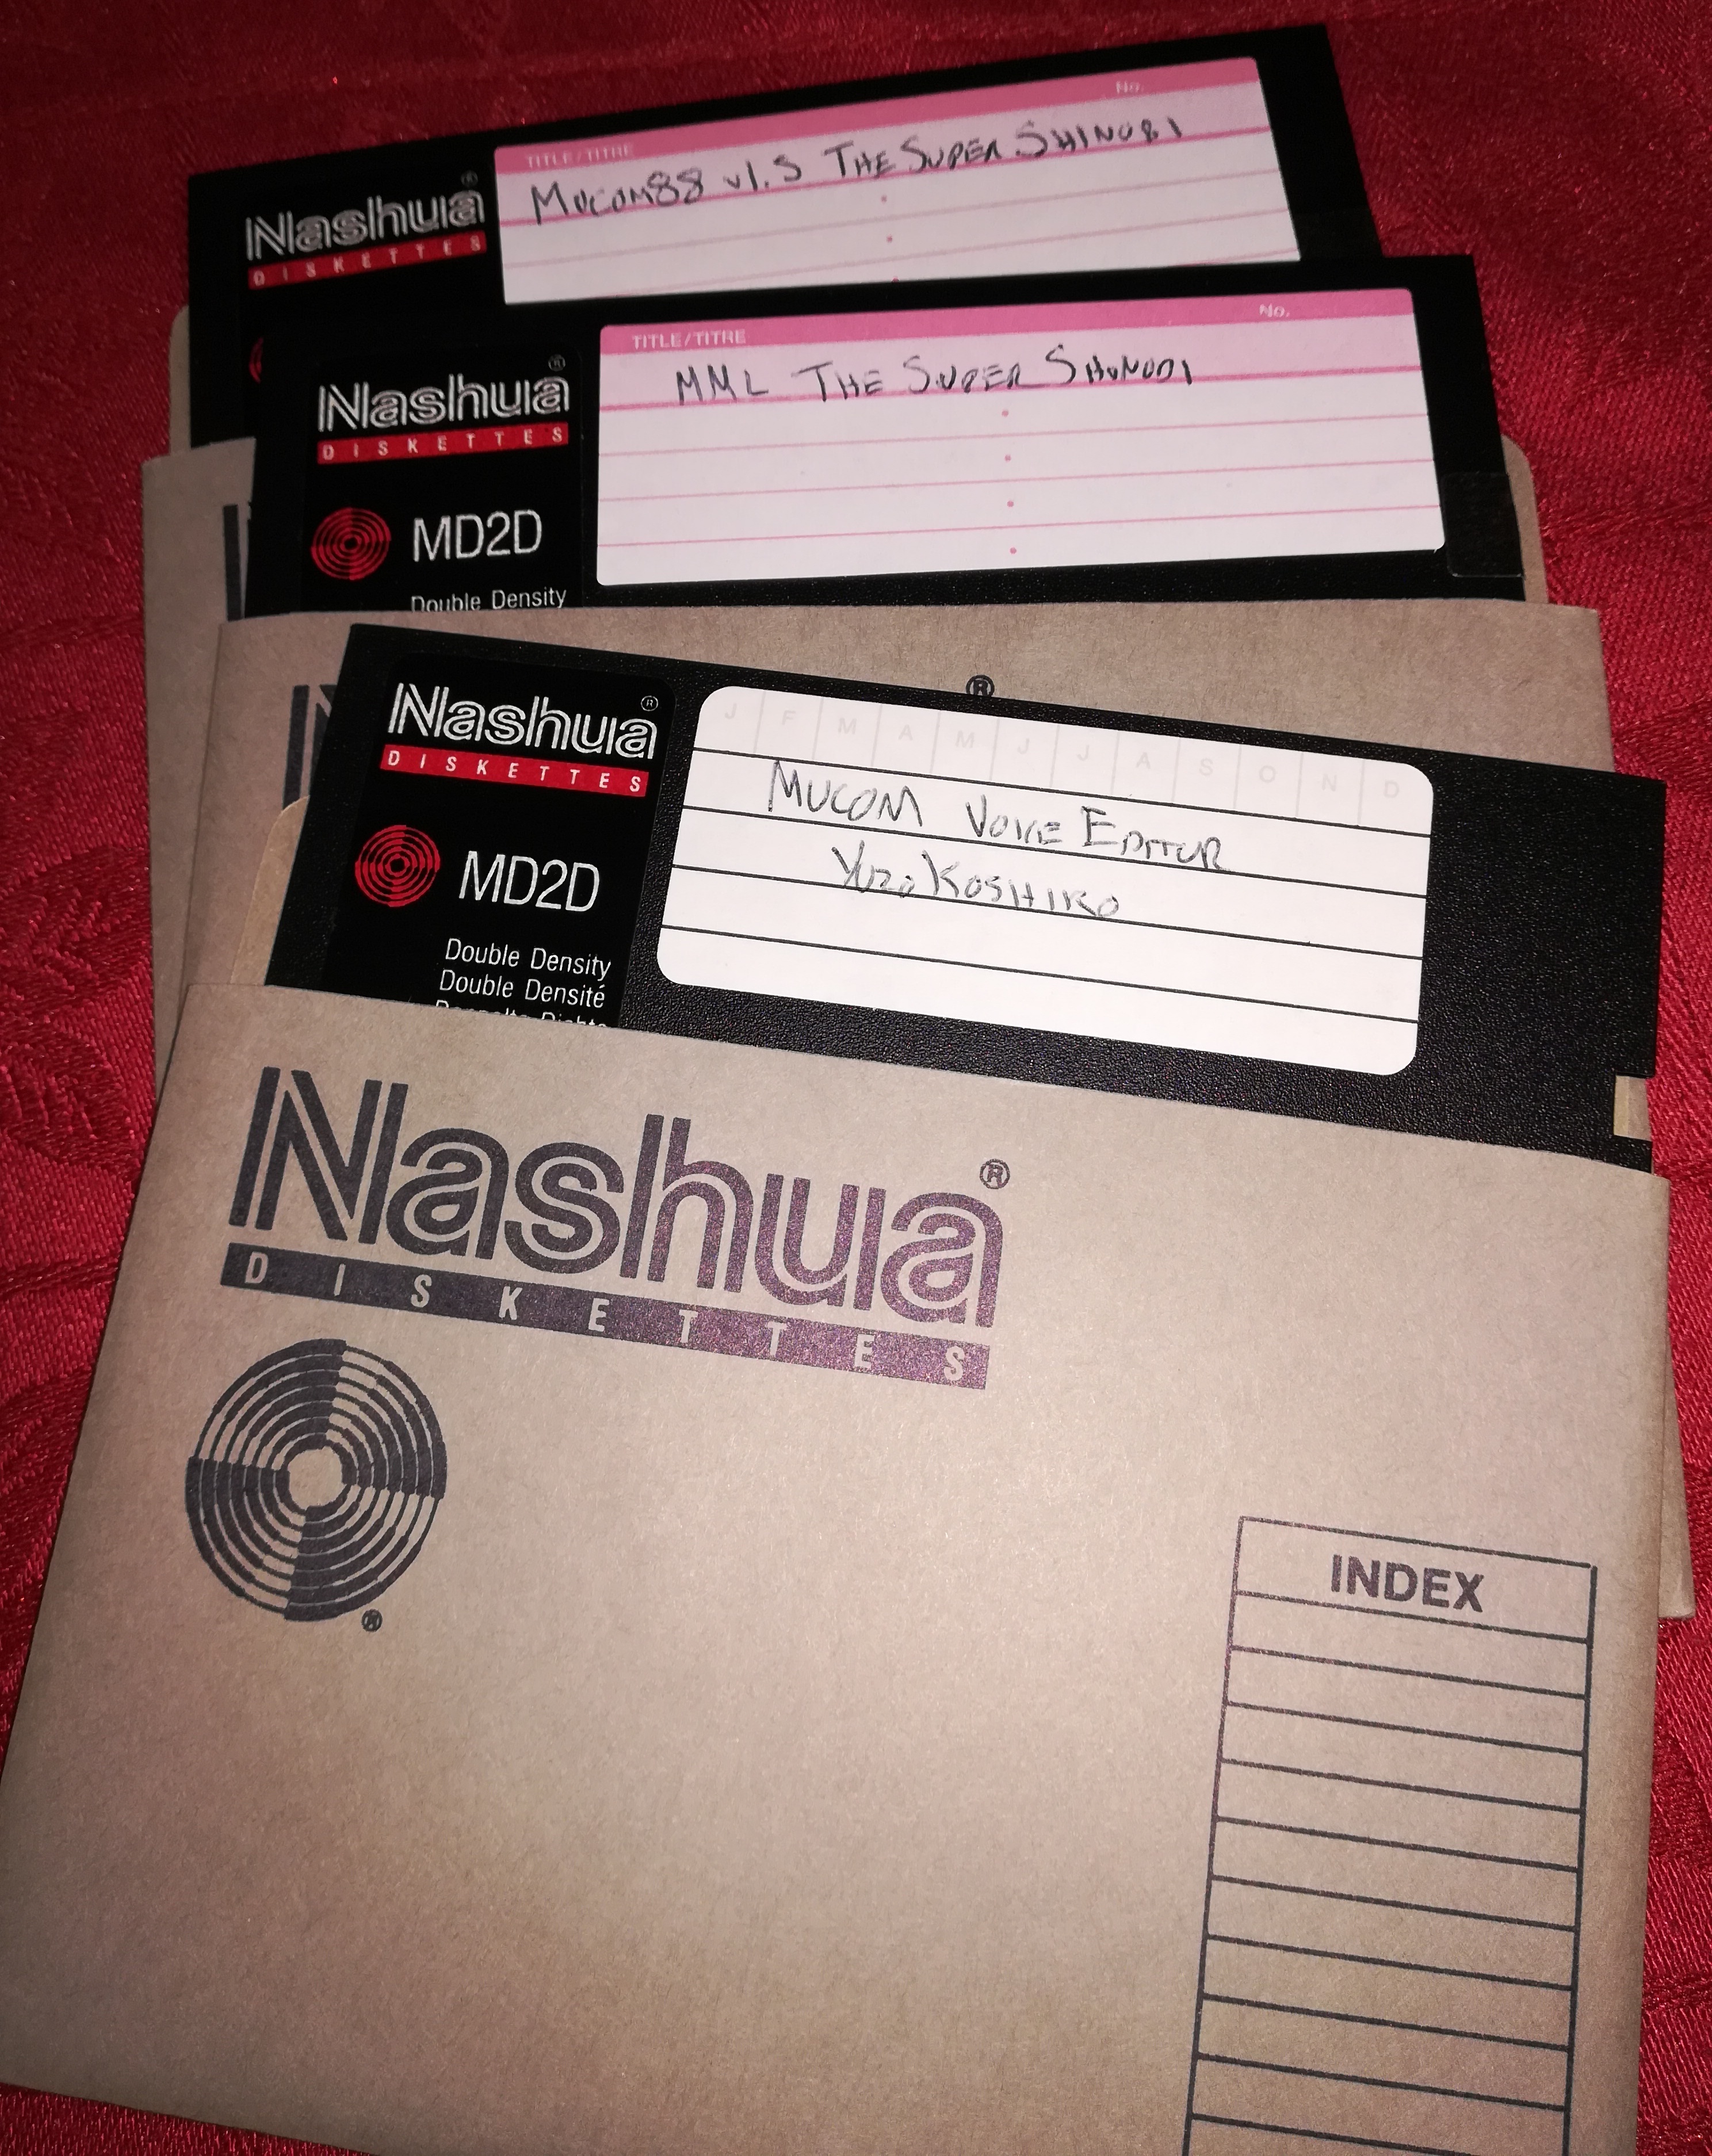 No.
TITLE/TITRE
Mucom88 v1.5 The Super Shinobi
Nashua®
DISKETTES
No.
TITLE/TITRE
MML The Super Shinobi
Nashua®
DISKETTES
MD2D
Double Density
®
Nashua®
DISKETTES
J F M A M J J A S O N D
Mucom Voice Editor
Yuzo Koshiro
MD2D
Double Density
Double Densité
Nashua®
DISKETTES
®
INDEX